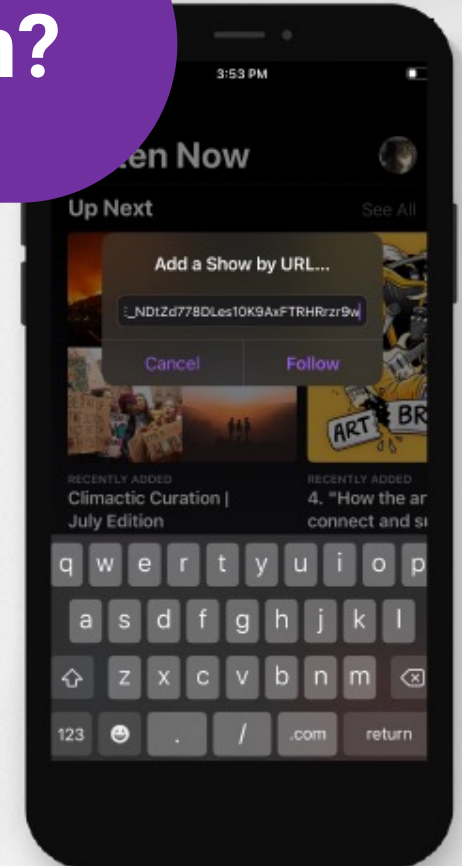 n?
3:53 PM
ten Now
Up Next
See All
Add a Show by URL...
_NDtZd778DLes10K9AxFTRHRrzr9w
Cancel
Follow
ART
BR
RECENTLY ADDED
RECENTLY ADDED
Climactic Curation |
4. "How the ar
July Edition
connect and su
q w e r t y u i o p
a s d f g h j k l
z x c v b n m
123
.
/
.com
return